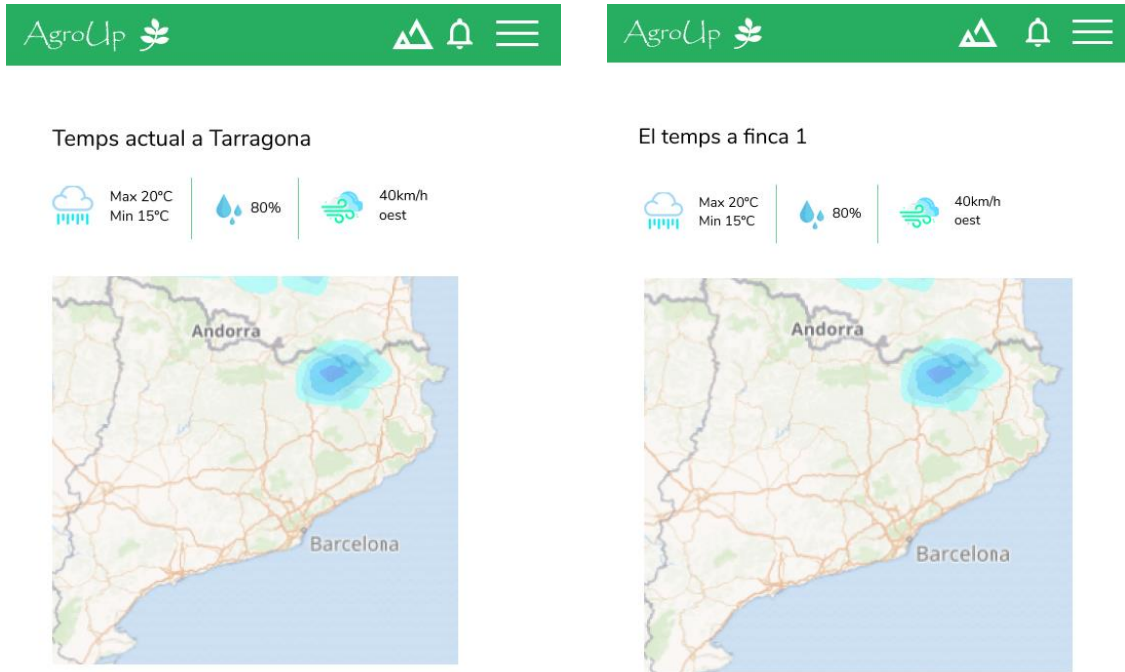 AgroUp
Temps actual a Tarragona
Max 20ºC
Min 15ºC
80%
40km/h
oest
Andorra
Barcelona
AgroUp
El temps a finca 1
Max 20ºC
Min 15ºC
80%
40km/h
oest
Andorra
Barcelona